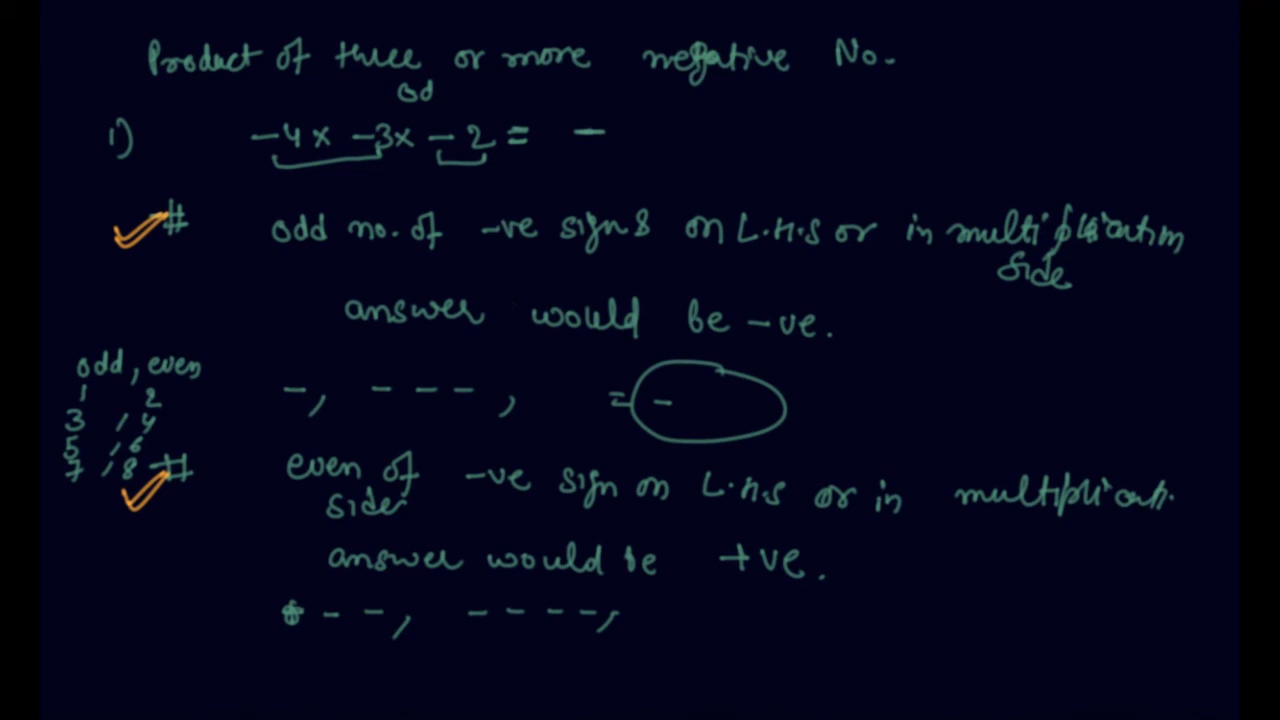 Product of three or more negative No.
od
1) -4x -3x -2 = -
# odd no. of -ve signs on L.H.S or in multiplication
side
answer would be -ve.
odd, even
1 2
-, - - -, = -
3 , 4
5 , 6
7 , 8
# even of -ve sign on L.H.S or in multiplicati.
side
answer would be +ve.
- -, - - - -,